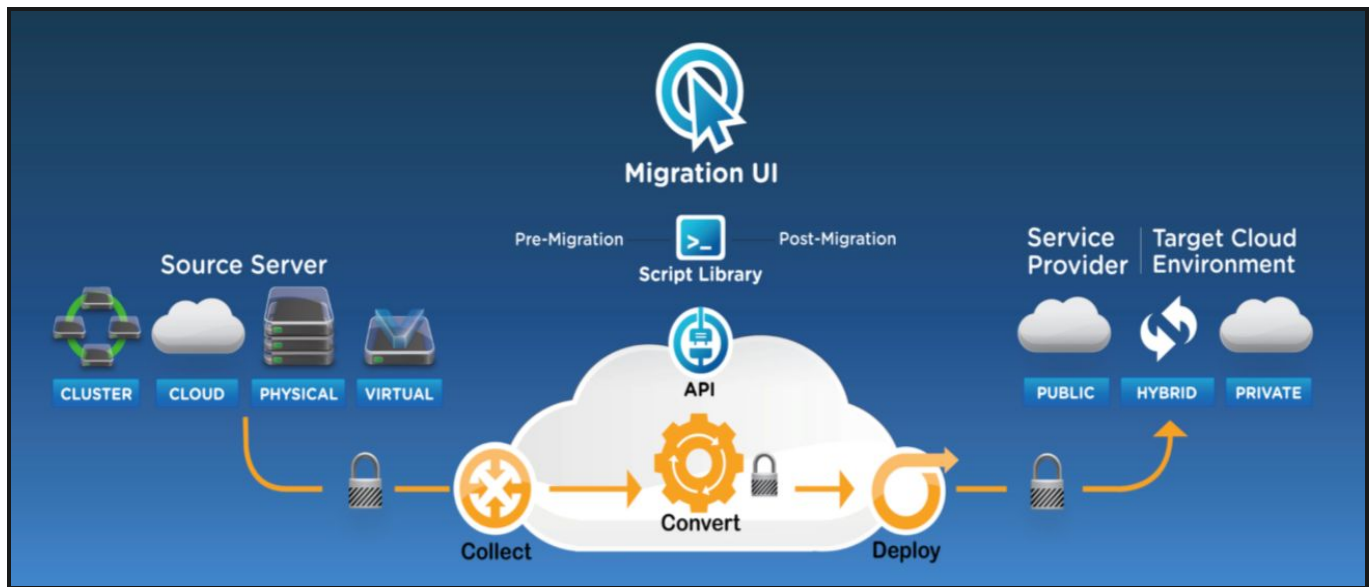 Migration UI
Pre-Migration
Post-Migration
Script Library
Source Server
CLUSTER
CLOUD
PHYSICAL
VIRTUAL
Service
Provider
Target Cloud
Environment
PUBLIC
HYBRID
PRIVATE
API
Collect
Convert
Deploy